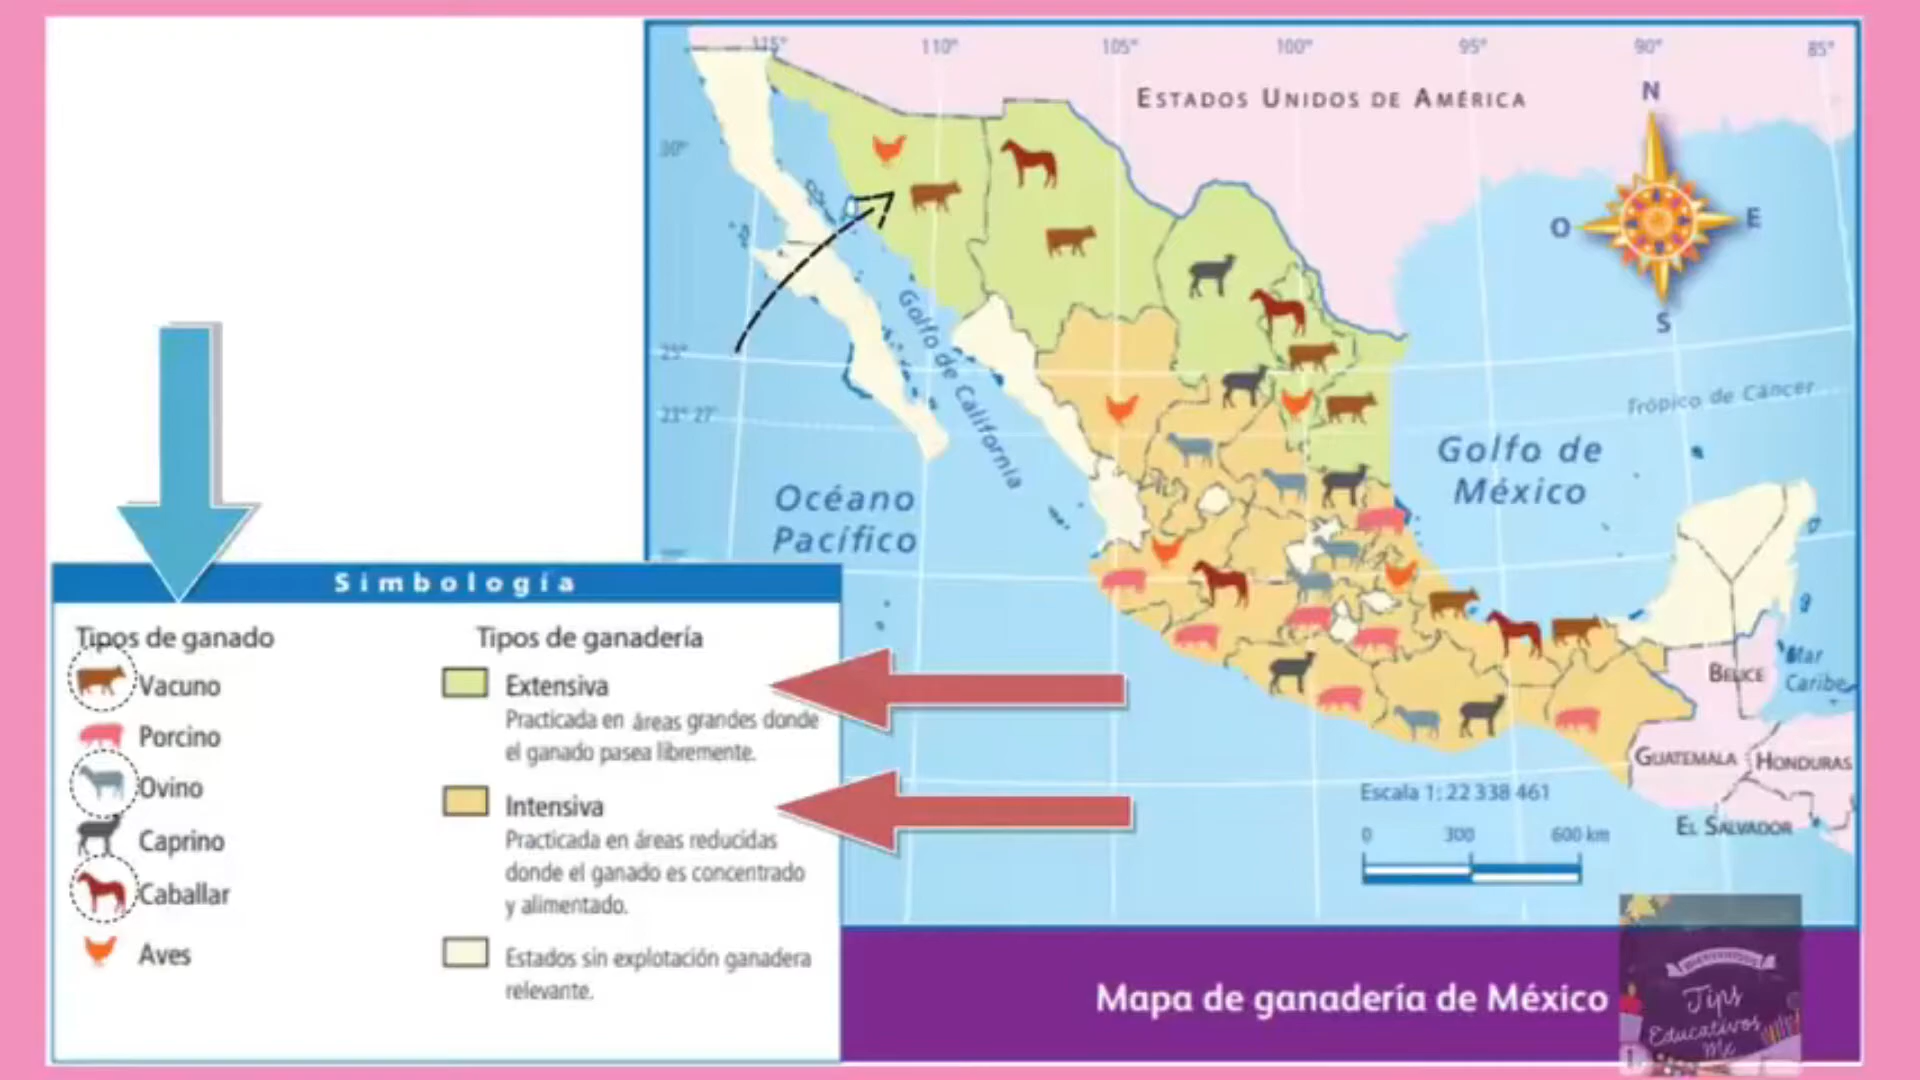 115°
110°
105°
100°
95°
90°
85°
ESTADOS UNIDOS DE AMÉRICA
N
O
E
S
30°
25°
23° 27'
Golfo de California
Trópico de Cáncer
Golfo de
México
Océano
Pacífico
Mar
Caribe
BELICE
GUATEMALA
HONDURAS
EL SALVADOR
Escala 1: 22 338 461
0 300 600 km
Simbología
Tipos de ganado
Vacuno
Porcino
Ovino
Caprino
Caballar
Aves
Tipos de ganadería
Extensiva
Practicada en áreas grandes donde
el ganado pasea libremente.
Intensiva
Practicada en áreas reducidas
donde el ganado es concentrado
y alimentado.
Estados sin explotación ganadera
relevante.
Mapa de ganadería de México
BIENVENIDOS
Tips
Educativos
Mx